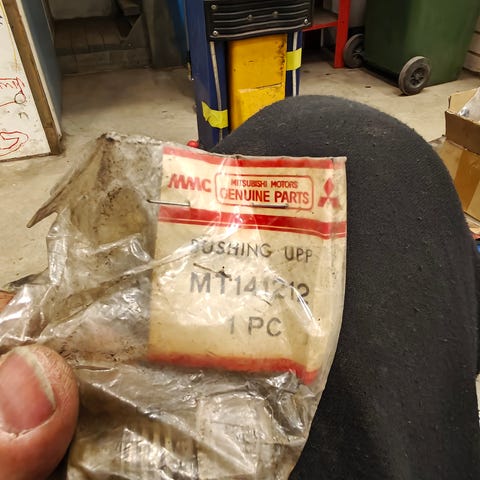 MMC
MITSUBISHI MOTORS
GENUINE PARTS
BUSHING UPP
MT141212
1 PC